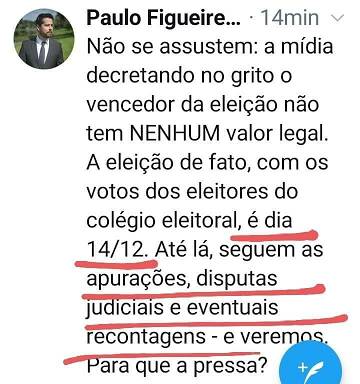 Paulo Figueire... · 14min
Não se assustem: a mídia
decretando no grito o
vencedor da eleição não
tem NENHUM valor legal.
A eleição de fato, com os
votos dos eleitores do
colégio eleitoral, é dia
14/12. Até lá, seguem as
apurações, disputas
judiciais e eventuais
recontagens - e veremos.
Para que a pressa?